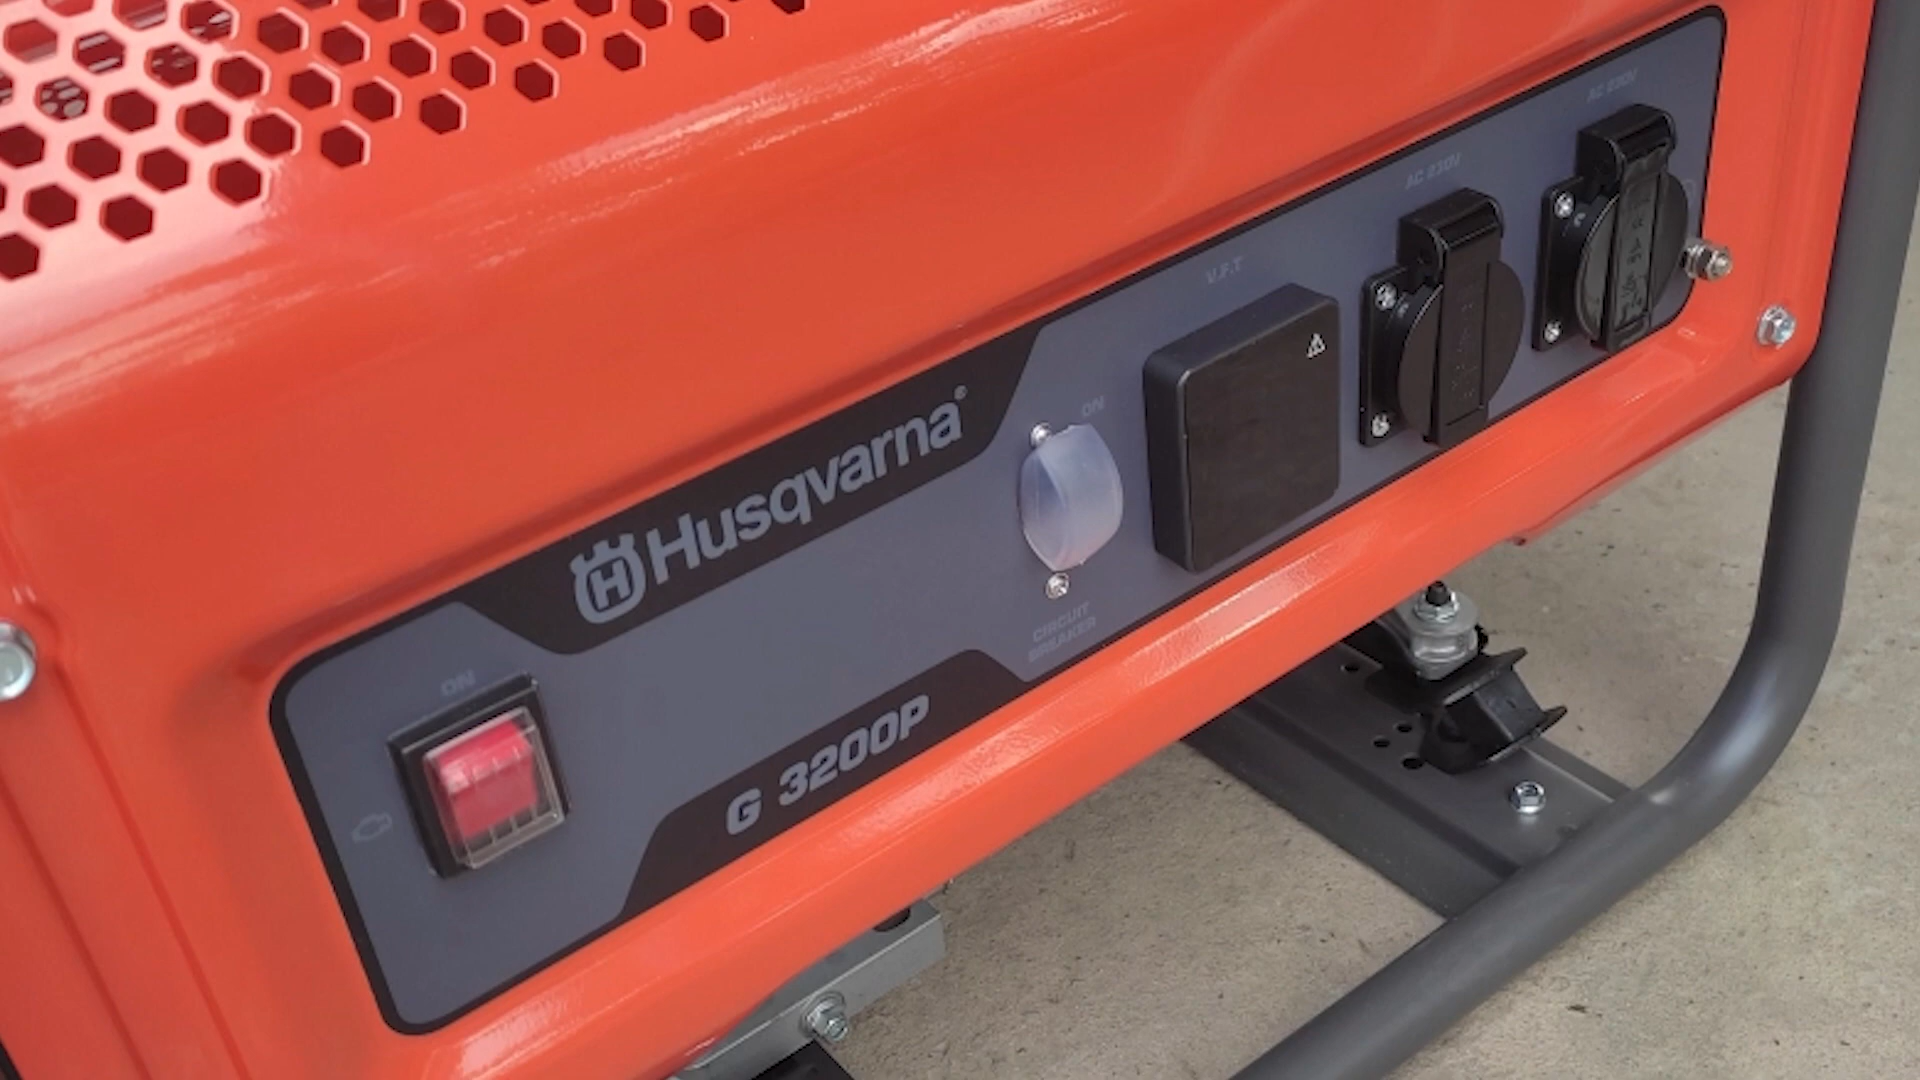 AC 230V
AC 230V
V.F.T
ON
Husqvarna®
CIRCUIT
BREAKER
ON
G 3200P